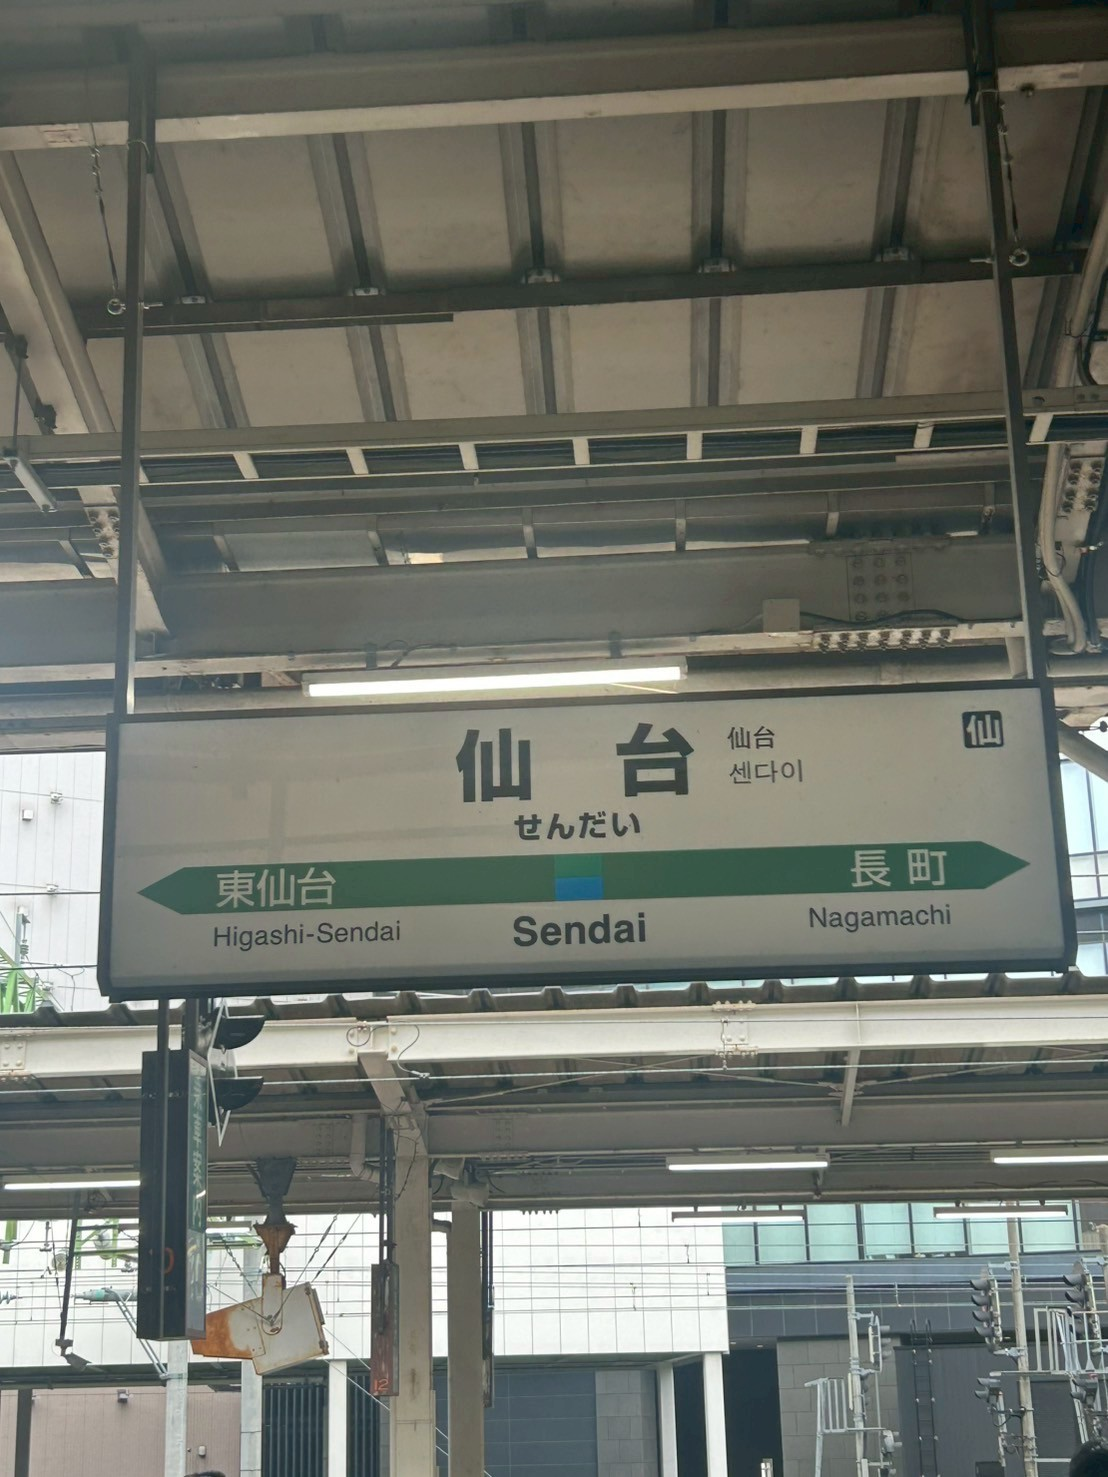 仙台
仙台
센다이
仙
せんだい
東仙台
長町
Higashi-Sendai
Sendai
Nagamachi
12